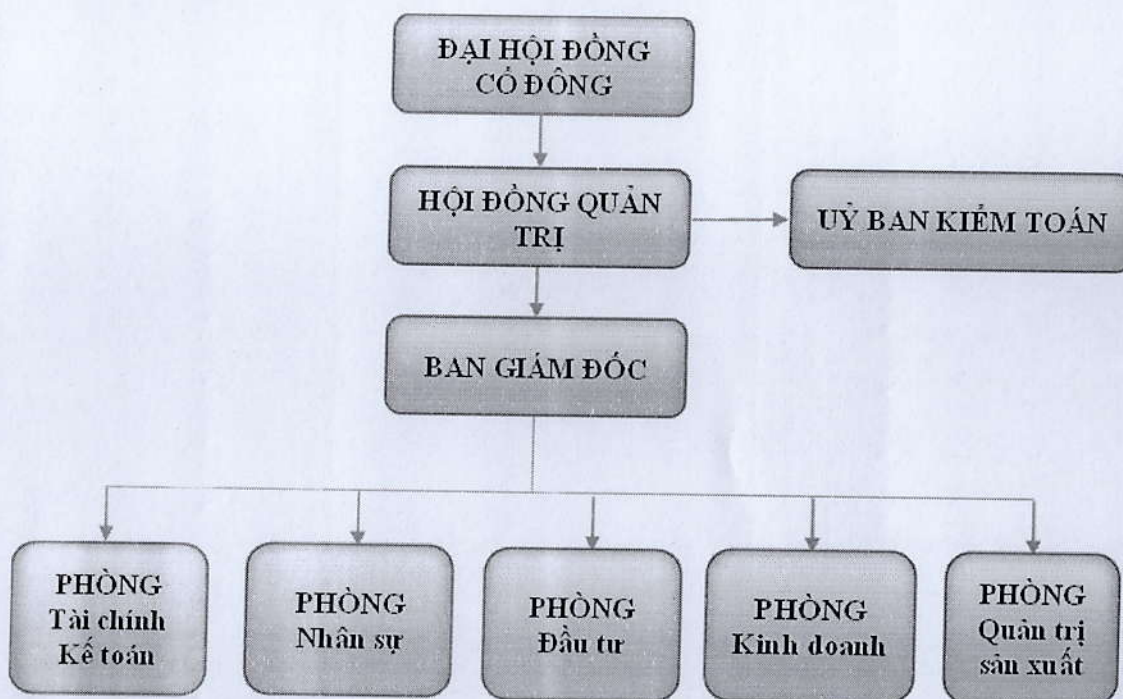 ĐẠI HỘI ĐỒNG
CỔ ĐÔNG
HỘI ĐỒNG QUẢN
TRỊ
UỶ BAN KIỂM TOÁN
BAN GIÁM ĐỐC
PHÒNG
Tài chính
Kế toán
PHÒNG
Nhân sự
PHÒNG
Đầu tư
PHÒNG
Kinh doanh
PHÒNG
Quản trị
sản xuất